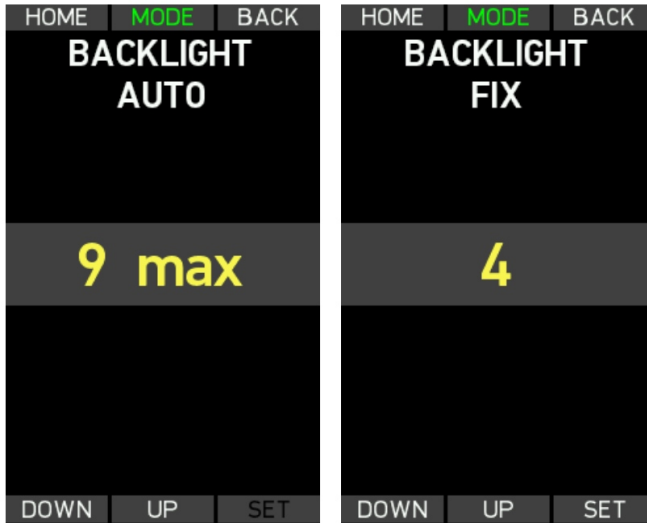 HOME MODE BACK
BACKLIGHT
AUTO
9 max
DOWN UP SET
HOME MODE BACK
BACKLIGHT
FIX
4
DOWN UP SET